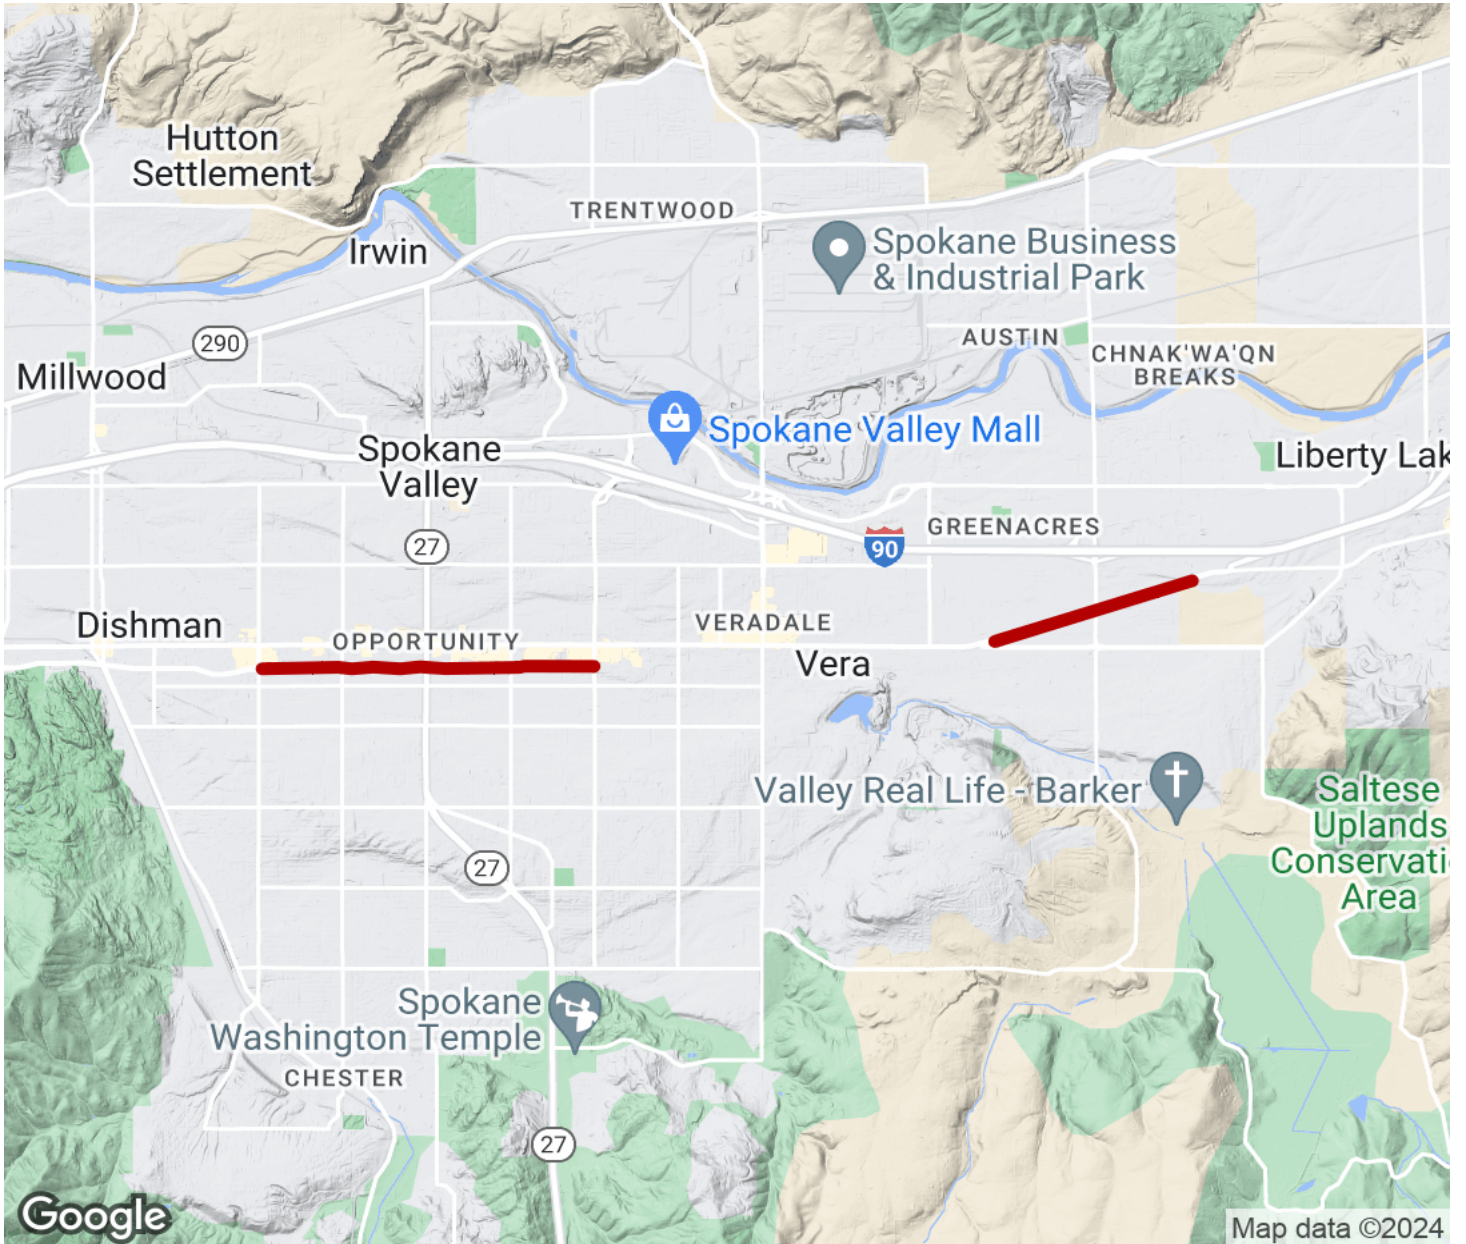 Hutton
Settlement
TRENTWOOD
Irwin
Spokane Business
& Industrial Park
290
AUSTIN
CHNAK'WA'QN
BREAKS
Millwood
Spokane Valley Mall
Spokane
Valley
Liberty Lak
GREENACRES
27
90
Dishman
OPPORTUNITY
VERADALE
Vera
Valley Real Life - Barker
Saltese
Uplands
Conservati
Area
27
Spokane
Washington Temple
CHESTER
27
Google
Map data ©2024